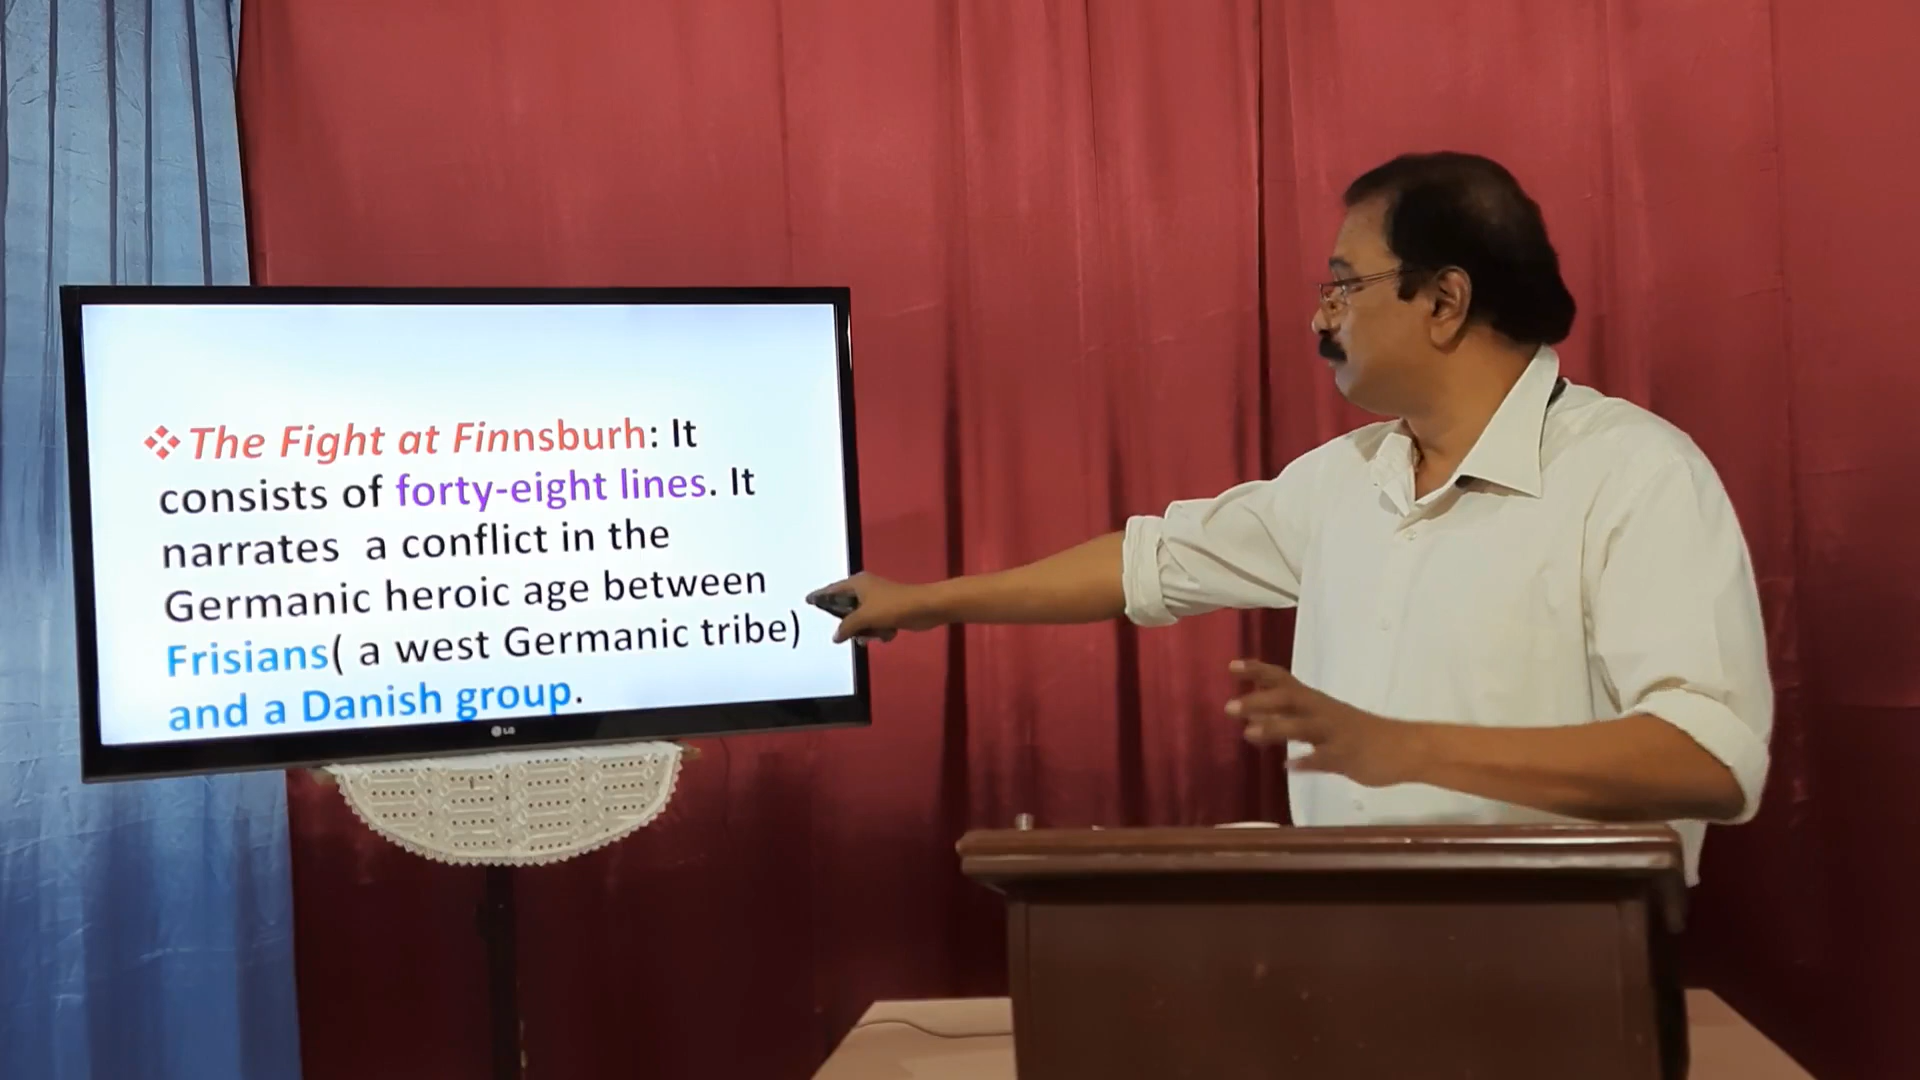 ❖The Fight at Finnsburh: It
consists of forty-eight lines. It
narrates a conflict in the
Germanic heroic age between
Frisians( a west Germanic tribe)
and a Danish group.
LG